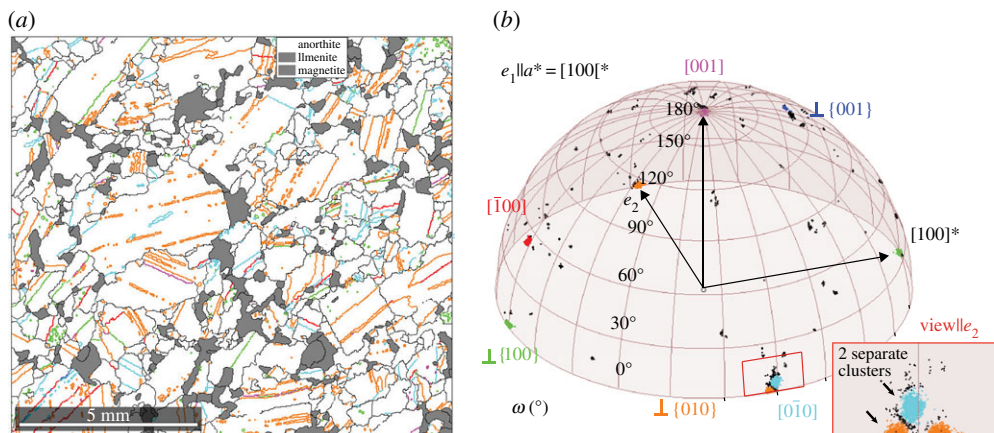 (a)
anorthite
llmenite
magnetite
5 mm
(b)
e1||a* = [100[*
[001]
⊥{001}
180°
150°
120°
e2
90°
[1̄00]
[100]*
60°
30°
0°
⊥{100}
ω (°)
⊥{010}
[01̄0]
view||e2
2 separate
clusters